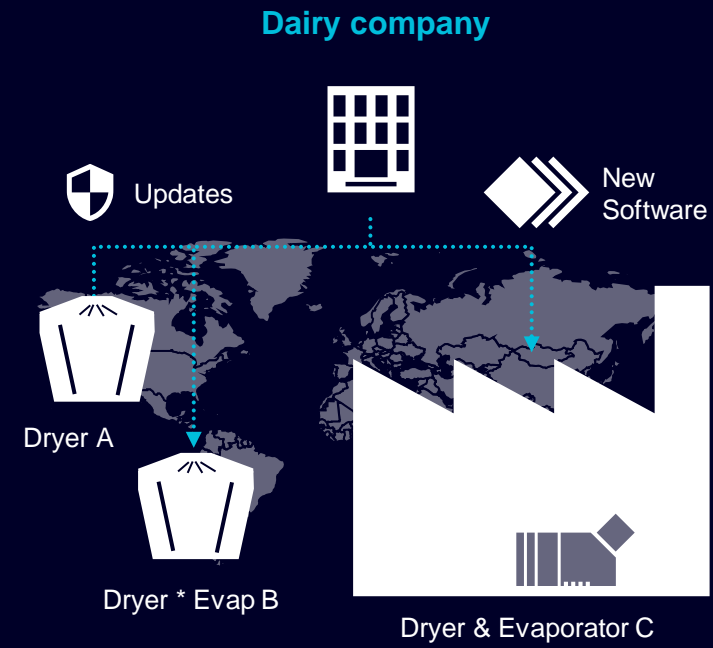 Dairy company
Updates
New
Software
Dryer A
Dryer * Evap B
Dryer & Evaporator C